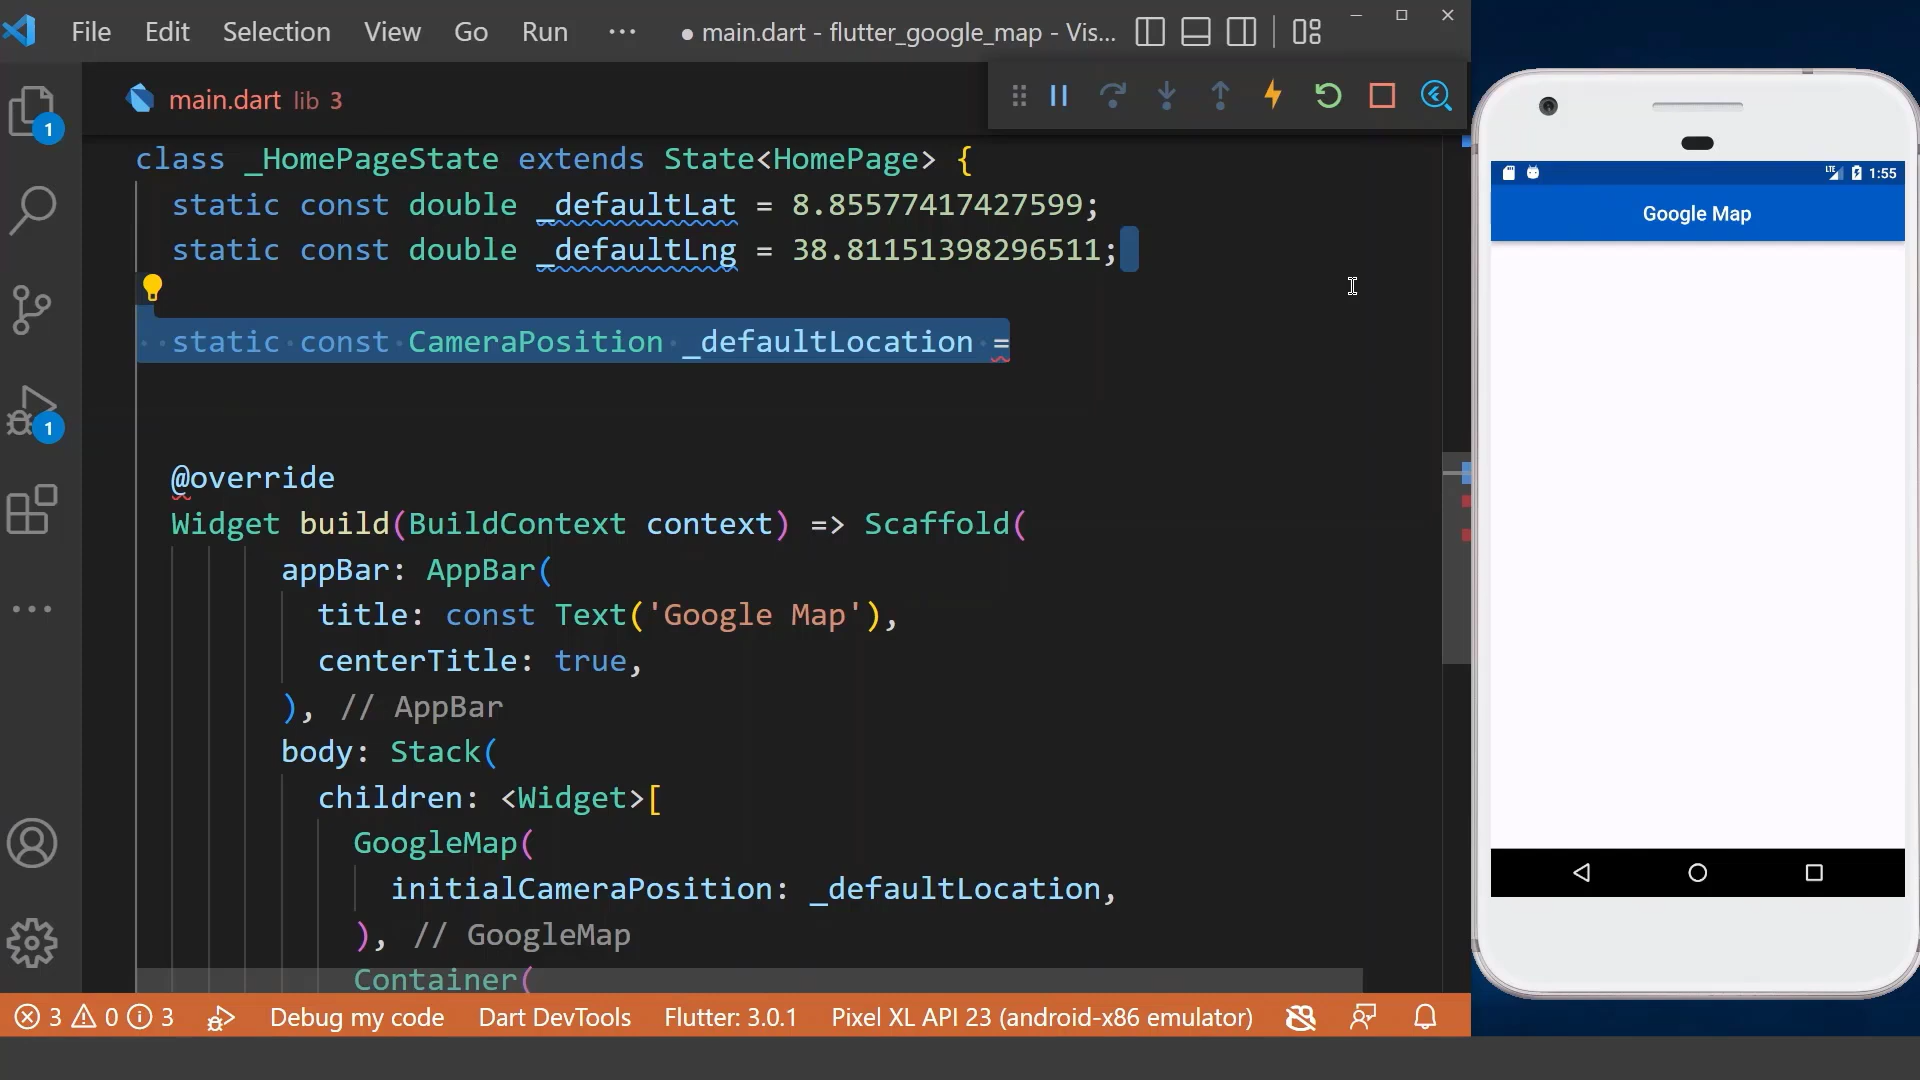 File Edit Selection View Go Run ··· ● main.dart - flutter_google_map - Vis...
main.dart lib 3
class _HomePageState extends State<HomePage> {
static const double _defaultLat = 8.85577417427599;
static const double _defaultLng = 38.81151398296511;
static const CameraPosition _defaultLocation =
@override
Widget build(BuildContext context) => Scaffold(
appBar: AppBar(
title: const Text('Google Map'),
centerTitle: true,
), // AppBar
body: Stack(
children: <Widget>[
GoogleMap(
initialCameraPosition: _defaultLocation,
), // GoogleMap
Container(
1
1
3 0 3 Debug my code Dart DevTools Flutter: 3.0.1 Pixel XL API 23 (android-x86 emulator)
LTE 1:55
Google Map